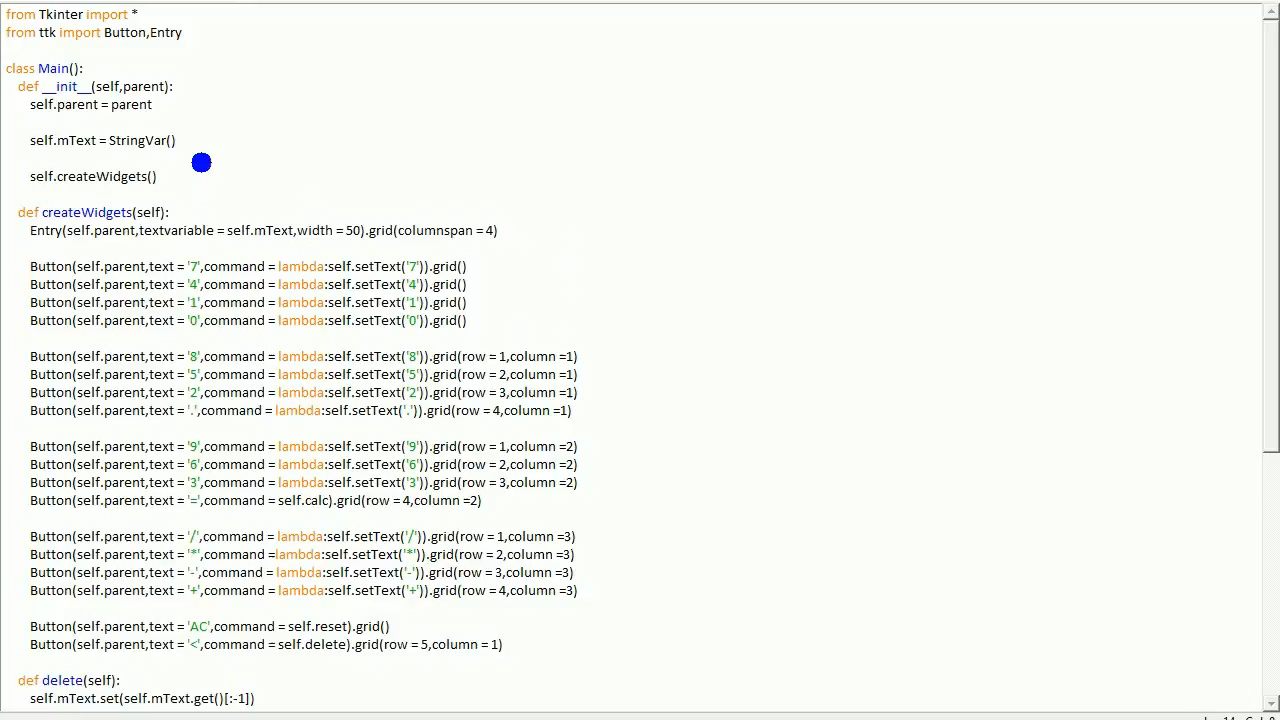 from Tkinter import *
from ttk import Button,Entry
class Main():
def __init__(self,parent):
self.parent = parent
self.mText = StringVar()
self.createWidgets()
def createWidgets(self):
Entry(self.parent,textvariable = self.mText,width = 50).grid(columnspan = 4)
Button(self.parent,text = '7',command = lambda:self.setText('7')).grid()
Button(self.parent,text = '4',command = lambda:self.setText('4')).grid()
Button(self.parent,text = '1',command = lambda:self.setText('1')).grid()
Button(self.parent,text = '0',command = lambda:self.setText('0')).grid()
Button(self.parent,text = '8',command = lambda:self.setText('8')).grid(row = 1,column =1)
Button(self.parent,text = '5',command = lambda:self.setText('5')).grid(row = 2,column =1)
Button(self.parent,text = '2',command = lambda:self.setText('2')).grid(row = 3,column =1)
Button(self.parent,text = '.',command = lambda:self.setText('.')).grid(row = 4,column =1)
Button(self.parent,text = '9',command = lambda:self.setText('9')).grid(row = 1,column =2)
Button(self.parent,text = '6',command = lambda:self.setText('6')).grid(row = 2,column =2)
Button(self.parent,text = '3',command = lambda:self.setText('3')).grid(row = 3,column =2)
Button(self.parent,text = '=',command = self.calc).grid(row = 4,column =2)
Button(self.parent,text = '/',command = lambda:self.setText('/')).grid(row = 1,column =3)
Button(self.parent,text = '*',command =lambda:self.setText('*')).grid(row = 2,column =3)
Button(self.parent,text = '-',command = lambda:self.setText('-')).grid(row = 3,column =3)
Button(self.parent,text = '+',command = lambda:self.setText('+')).grid(row = 4,column =3)
Button(self.parent,text = 'AC',command = self.reset).grid()
Button(self.parent,text = '<',command = self.delete).grid(row = 5,column = 1)
def delete(self):
self.mText.set(self.mText.get()[:-1])